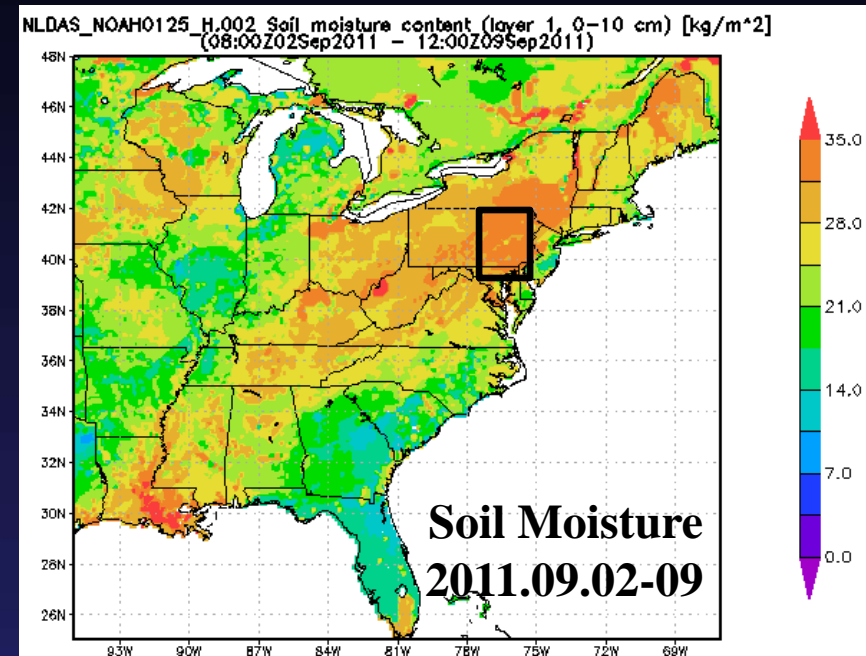 NLDAS_NOAH0125_H.002 Soil moisture content (layer 1, 0-10 cm) [kg/m^2]
(08:00Z02Sep2011 - 12:00Z09Sep2011)
48N
46N
44N
42N
40N
38N
36N
34N
32N
30N
28N
26N
93W 90W 87W 84W 81W 78W 75W 72W 69W
35.0
28.0
21.0
14.0
7.0
0.0
Soil Moisture
2011.09.02-09